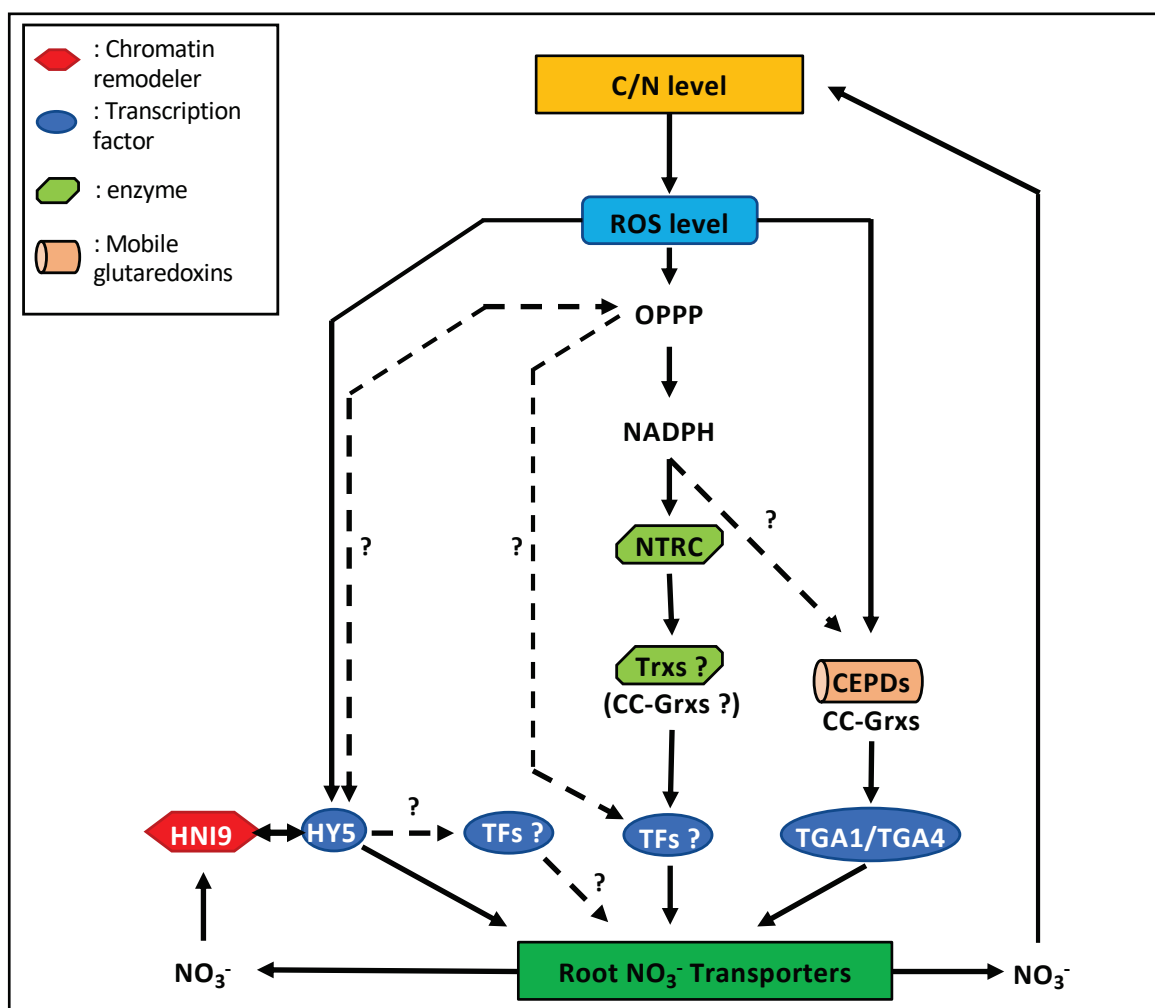 : Chromatin
remodeler
: Transcription
factor
: enzyme
: Mobile
glutaredoxins
C/N level
ROS level
OPPP
NADPH
?
NTRC
?
?
Trxs ?
(CC-Grxs ?)
CEPDs
CC-Grxs
HNI9
HY5
?
TFs ?
TFs ?
TGA1/TGA4
?
NO₃⁻
Root NO₃⁻ Transporters
NO₃⁻